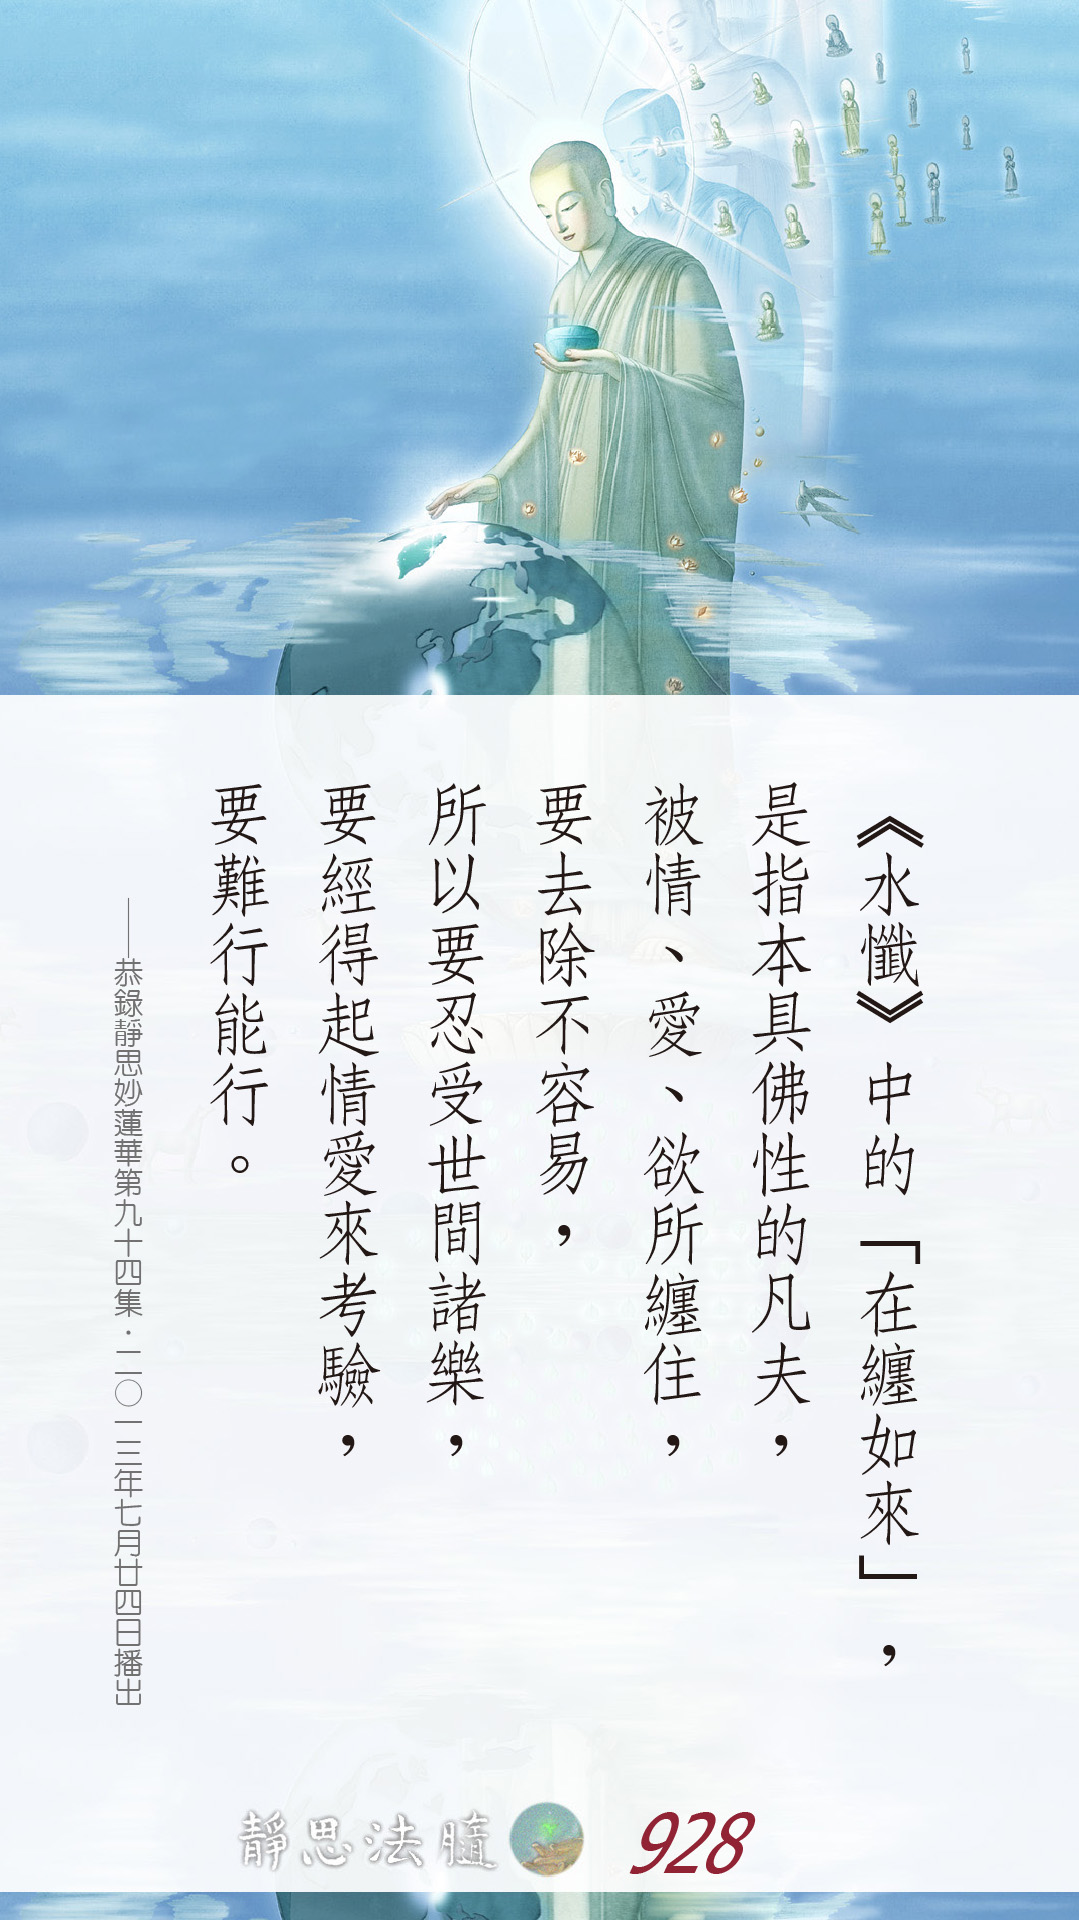 《水懺》中的「在纏如來」，
是指本具佛性的凡夫，
被情、愛、欲所纏住，
要去除不容易，
所以要忍受世間諸樂，
要經得起情愛來考驗，
要難行能行。
——恭錄靜思妙蓮華第九十四集．二〇一三年七月廿四日播出
靜思法髓
928